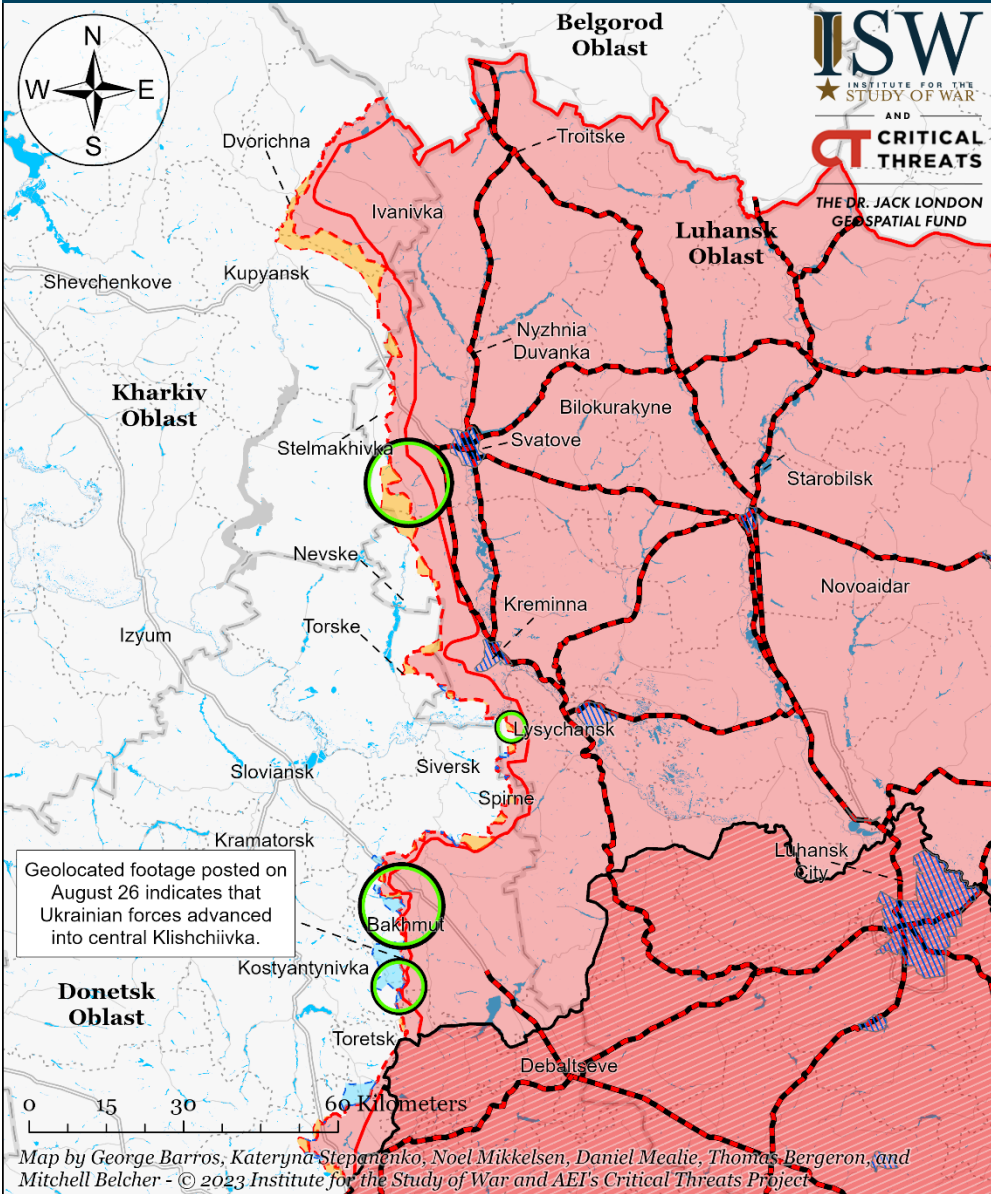 N
W
E
S
Belgorod
Oblast
ISW
INSTITUTE FOR THE
STUDY OF WAR
AND
CT CRITICAL
THREATS
THE DR. JACK LONDON
GEOSPATIAL FUND
Dvorichna
Troitske
Ivanivka
Luhansk
Oblast
Shevchenkove
Kupyansk
Nyzhnia
Duvanka
Kharkiv
Oblast
Bilokurakyne
Stelmakhivka
Svatove
Starobilsk
Nevske
Novoaidar
Kreminna
Torske
Izyum
Lysychansk
Siversk
Sloviansk
Spirne
Kramatorsk
Luhansk
City
Geolocated footage posted on
August 26 indicates that
Ukrainian forces advanced
into central Klishchiivka.
Bakhmut
Kostyantynivka
Donetsk
Oblast
Toretsk
Debaltseve
0 15 30 60 Kilometers
Map by George Barros, Kateryna Stepanenko, Noel Mikkelsen, Daniel Mealie, Thomas Bergeron, and
Mitchell Belcher - © 2023 Institute for the Study of War and AEI's Critical Threats Project